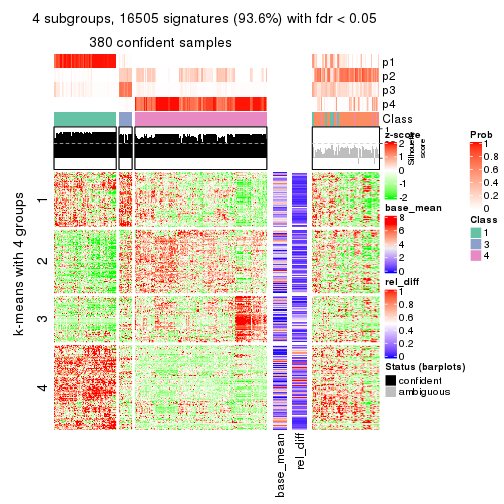 4 subgroups, 16505 signatures (93.6%) with fdr < 0.05
380 confident samples
p1
p2
p3
p4
Class
1
Silhouette
score
z-score
2
1
0
-1
-2
base_mean
8
6
4
2
0
rel_diff
1
0.8
0.6
0.4
0.2
0
Status (barplots)
confident
ambiguous
Prob
1
0.8
0.6
0.4
0.2
0
Class
1
3
4
k-means with 4 groups
1
2
3
4
base_mean
rel_diff